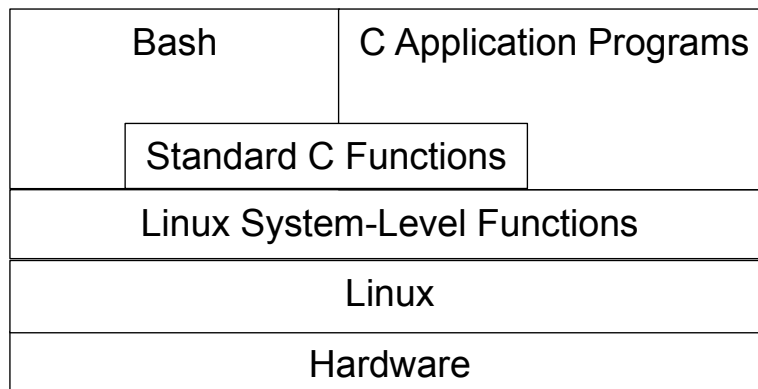 Bash
C Application Programs
Standard C Functions
Linux System-Level Functions
Linux
Hardware